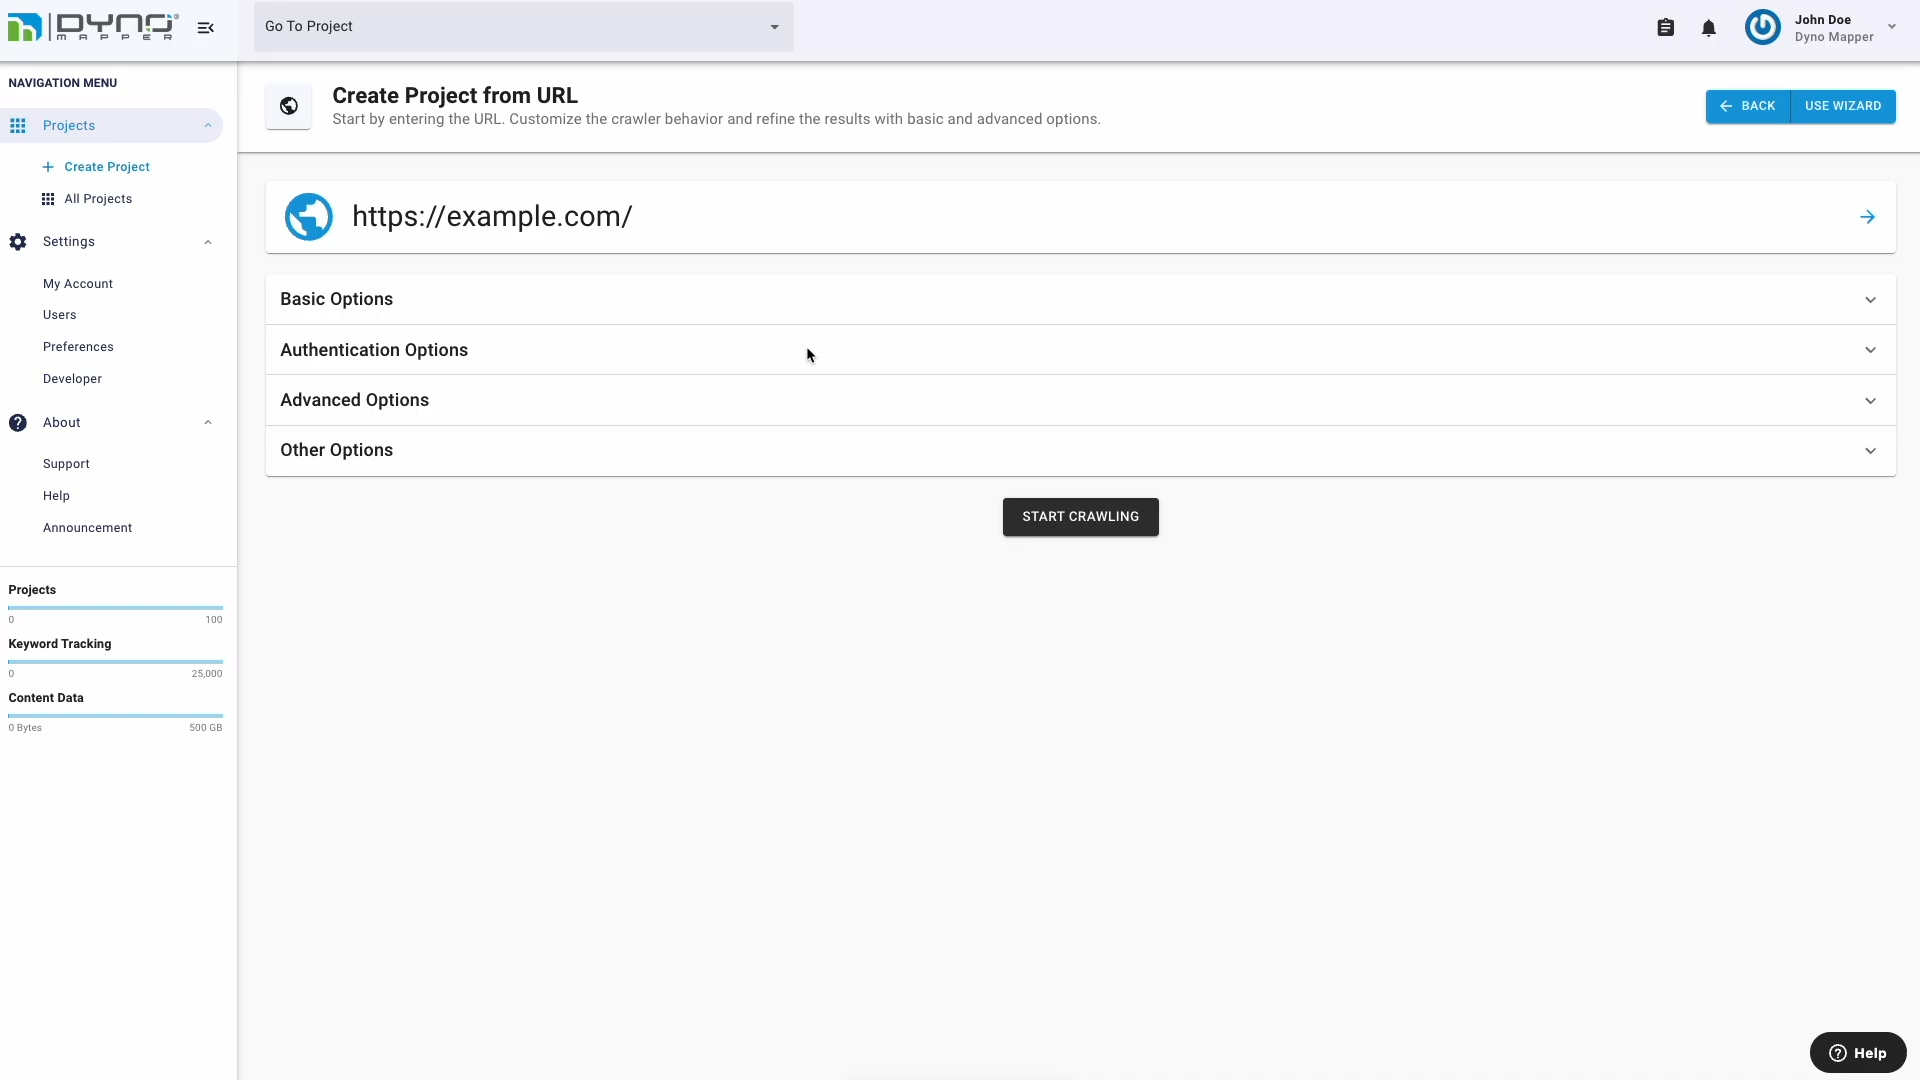 DYNO
MAPPER
Go To Project
John Doe
Dyno Mapper
NAVIGATION MENU
Projects
Create Project
All Projects
Settings
My Account
Users
Preferences
Developer
About
Support
Help
Announcement
Projects
0 100
Keyword Tracking
0 25,000
Content Data
0 Bytes 500 GB
Create Project from URL
Start by entering the URL. Customize the crawler behavior and refine the results with basic and advanced options.
BACK USE WIZARD
https://example.com/
Basic Options
Authentication Options
Advanced Options
Other Options
START CRAWLING
Help